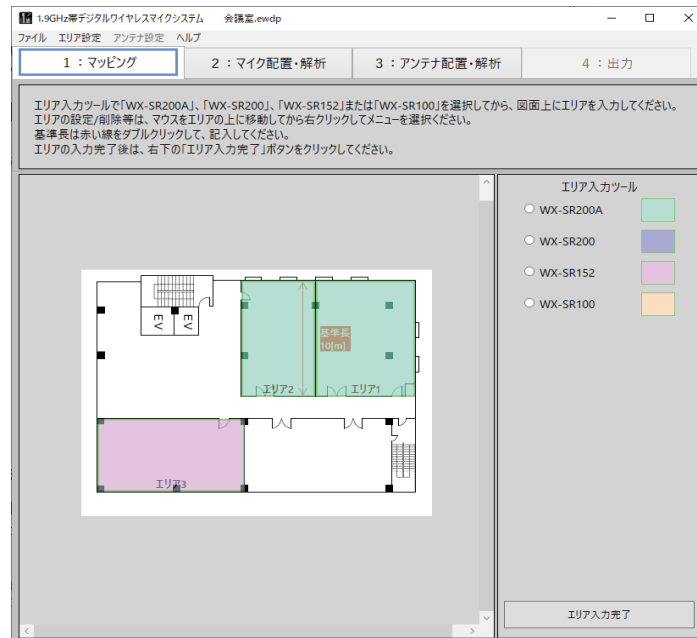 1.9GHz帯デジタルワイヤレスマイクシステム 会議室.ewdp
ファイル エリア設定 アンテナ設定 ヘルプ
1:マッピング 2:マイク配置・解析 3:アンテナ配置・解析 4:出力
エリア入力ツールで「WX-SR200A」、「WX-SR200」、「WX-SR152」または「WX-SR100」を選択してから、図面上にエリアを入力してください。
エリアの設定/削除等は、マウスをエリアの上に移動してから右クリックしてメニューを選択ください。
基準長は赤い線をダブルクリックして、記入してください。
エリアの入力完了後は、右下の「エリア入力完了」ボタンをクリックしてください。
エリア入力ツール
WX-SR200A
WX-SR200
WX-SR152
WX-SR100
EV EV
基準長
10[m]
エリア2 エリア1
エリア3
エリア入力完了